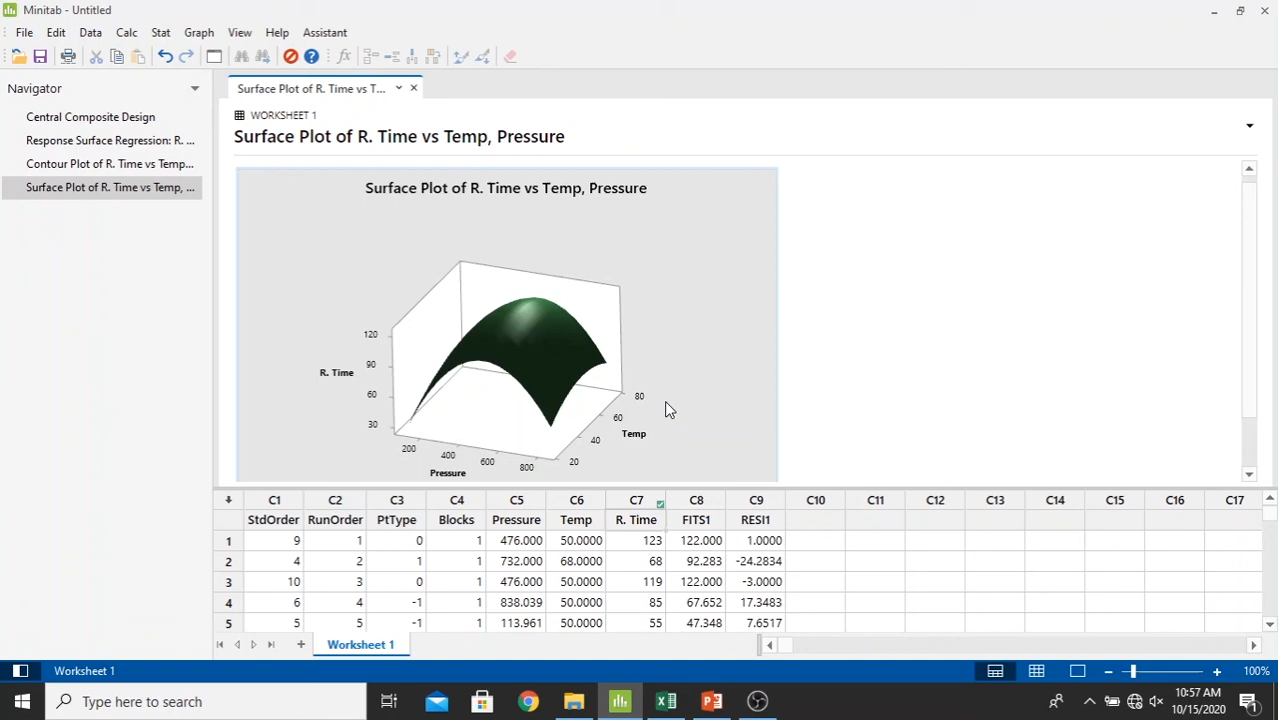 Minitab - Untitled
File Edit Data Calc Stat Graph View Help Assistant
Navigator
Central Composite Design
Response Surface Regression: R. ...
Contour Plot of R. Time vs Temp...
Surface Plot of R. Time vs Temp, ...
Surface Plot of R. Time vs T...
WORKSHEET 1
Surface Plot of R. Time vs Temp, Pressure
Surface Plot of R. Time vs Temp, Pressure
120
90
60
30
R. Time
200 400 600 800
Pressure
20 40 60 80
Temp
C1 C2 C3 C4 C5 C6 C7 C8 C9 C10 C11 C12 C13 C14 C15 C16 C17
StdOrder RunOrder PtType Blocks Pressure Temp R. Time FITS1 RESI1
1 9 1 0 1 476.000 50.0000 123 122.000 1.0000
2 4 2 1 1 732.000 68.0000 68 92.283 -24.2834
3 10 3 0 1 476.000 50.0000 119 122.000 -3.0000
4 6 4 -1 1 838.039 50.0000 85 67.652 17.3483
5 5 5 -1 1 113.961 50.0000 55 47.348 7.6517
Worksheet 1
Worksheet 1
100%
Type here to search
10:57 AM
10/15/2020
1